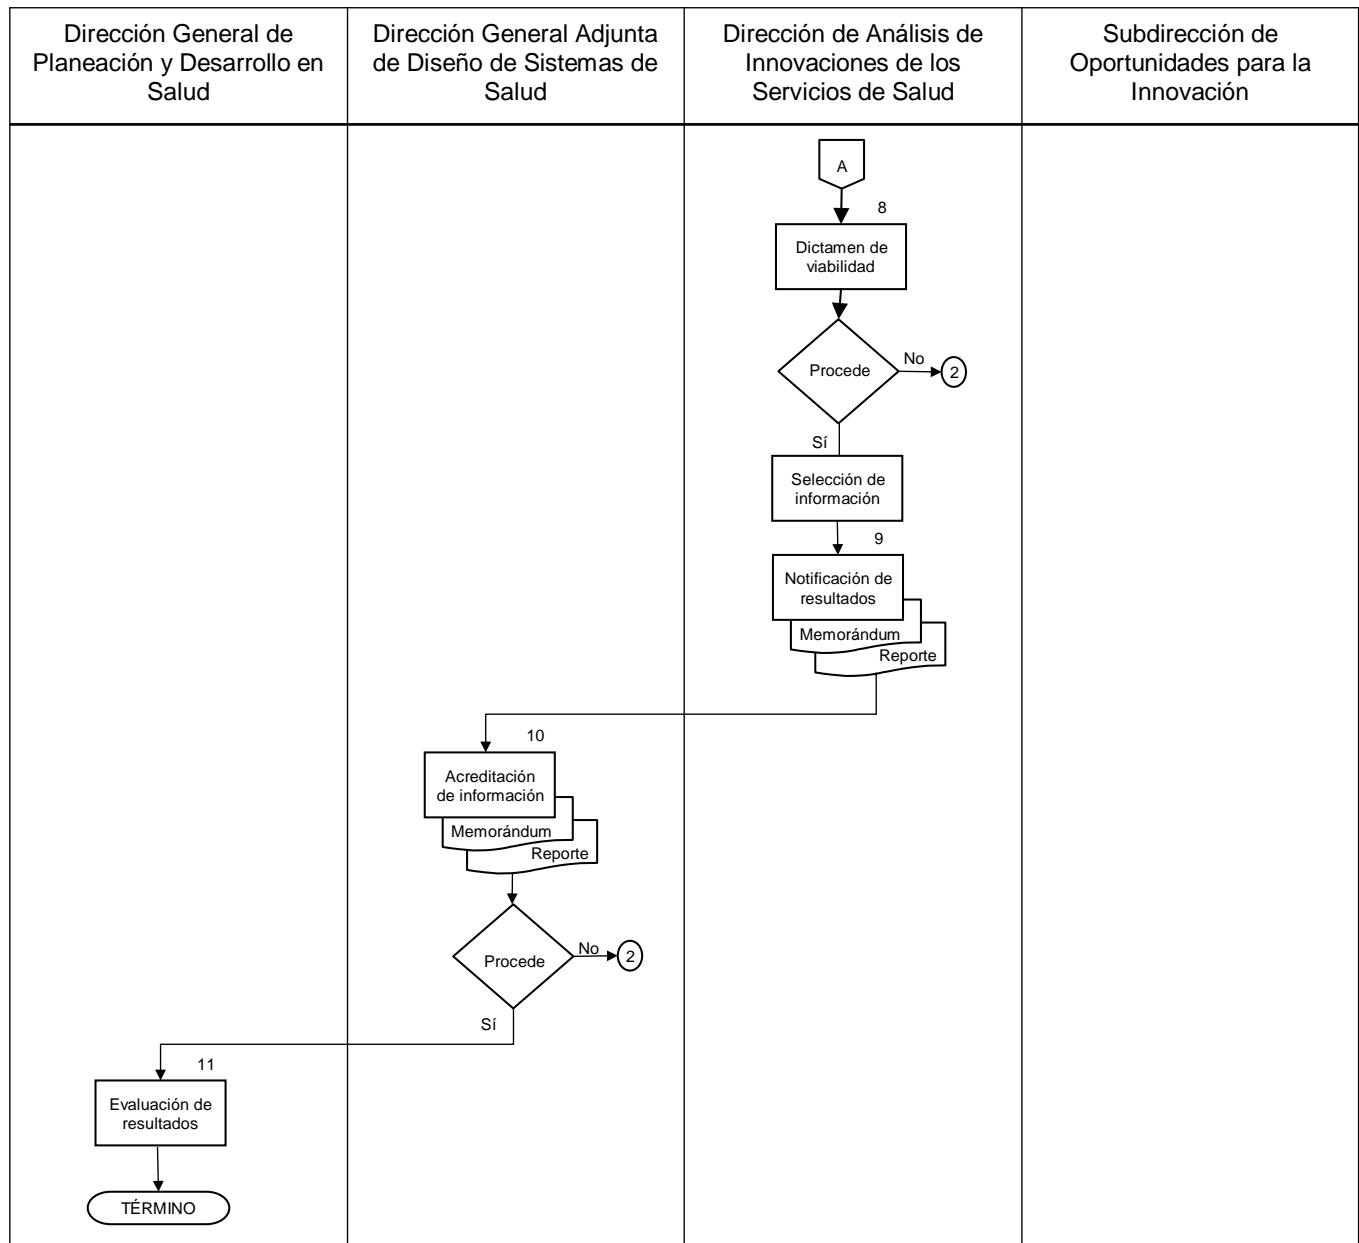 Dirección General de
Planeación y Desarrollo en
Salud
Dirección General Adjunta
de Diseño de Sistemas de
Salud
Dirección de Análisis de
Innovaciones de los
Servicios de Salud
Subdirección de
Oportunidades para la
Innovación
A
8
Dictamen de
viabilidad
Procede
No
2
Sí
Selección de
información
9
Notificación de
resultados
Memorándum
Reporte
10
Acreditación
de información
Memorándum
Reporte
Procede
No
2
Sí
11
Evaluación de
resultados
TÉRMINO